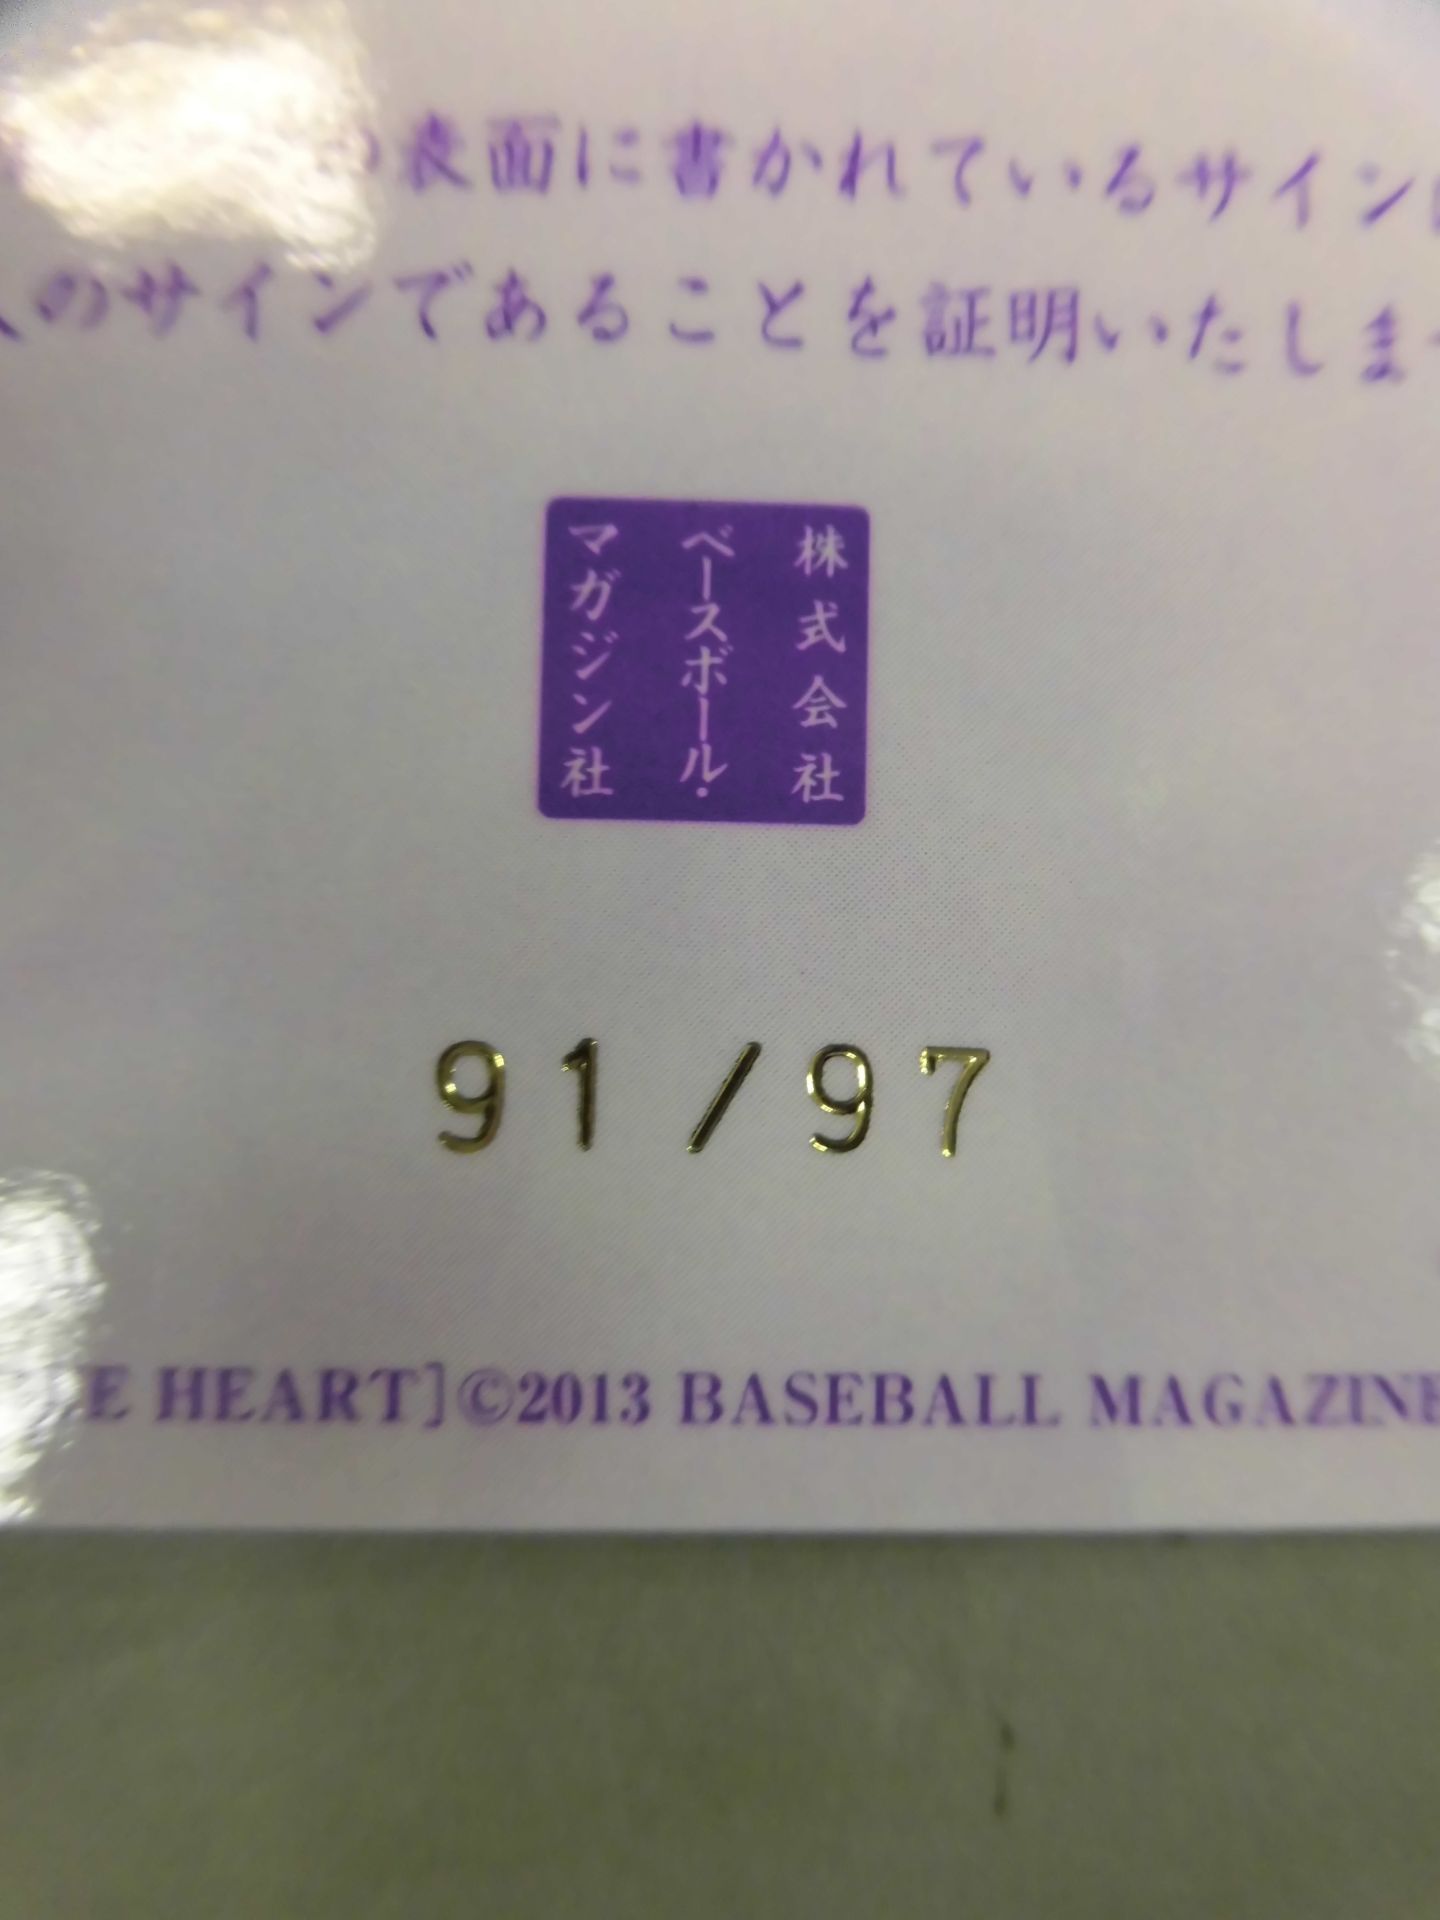 表面に書かれているサイン
のサインであることを証明いたしま
株式会社
ベースボール・
マガジン社
91/97
E HEART]©2013 BASEBALL MAGAZINE